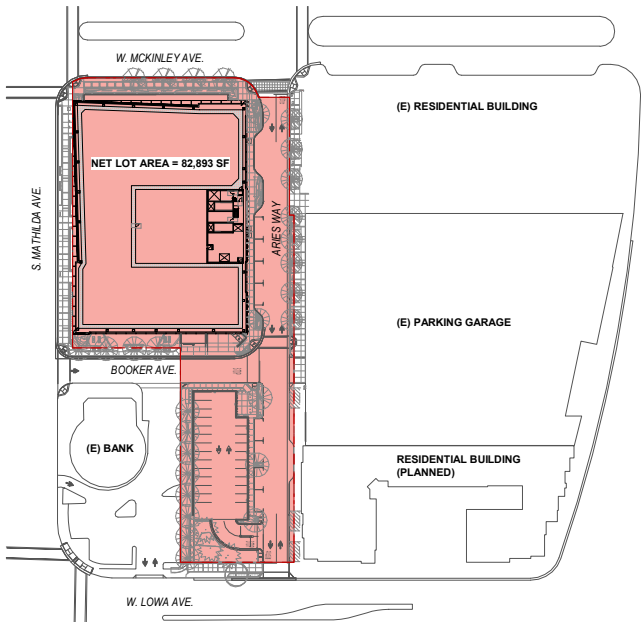 W. MCKINLEY AVE.
(E) RESIDENTIAL BUILDING
NET LOT AREA = 82,893 SF
S. MATHILDA AVE.
ARIES WAY
(E) PARKING GARAGE
BOOKER AVE.
(E) BANK
RESIDENTIAL BUILDING
(PLANNED)
W. LOWA AVE.